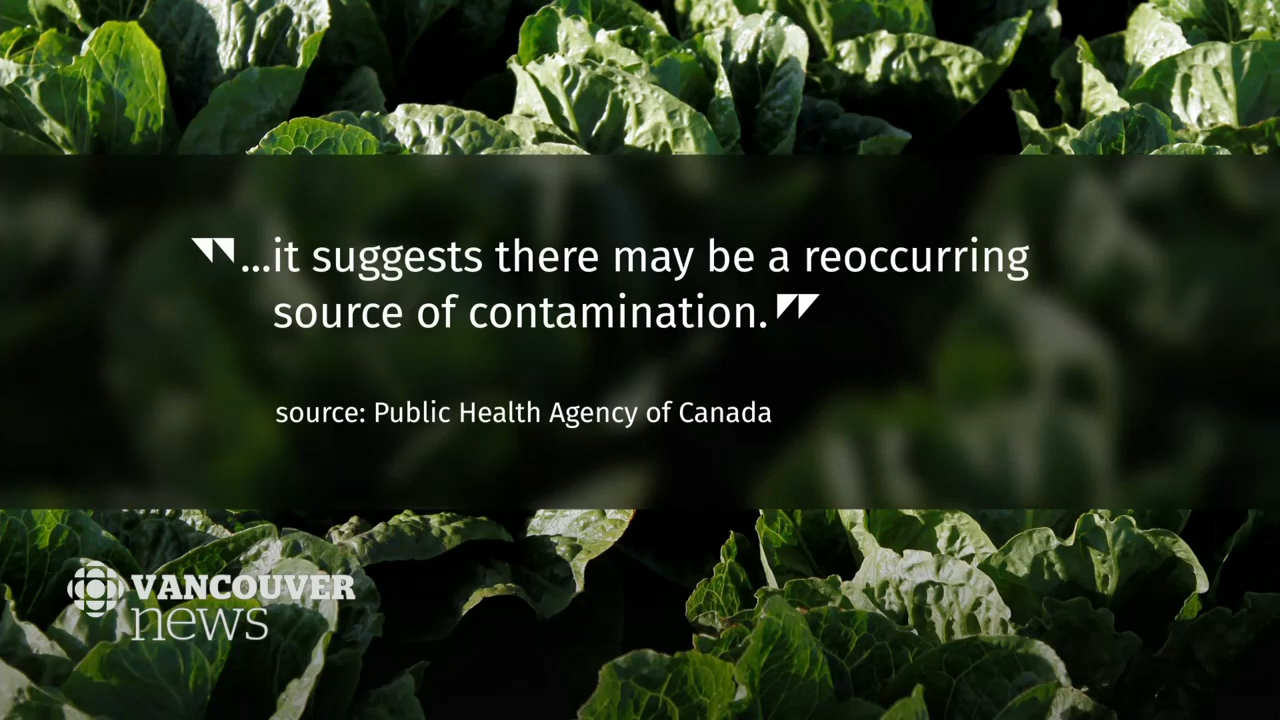 "...it suggests there may be a reoccurring
source of contamination."
source: Public Health Agency of Canada
VANCOUVER
news